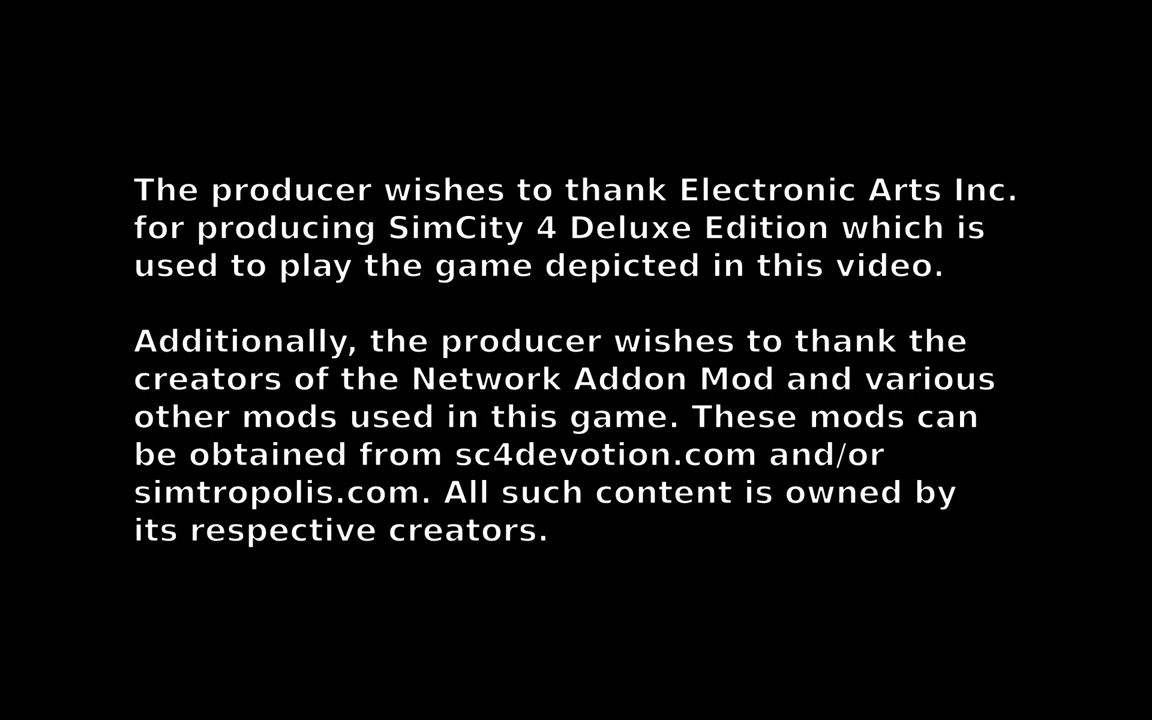 The producer wishes to thank Electronic Arts Inc.
for producing SimCity 4 Deluxe Edition which is
used to play the game depicted in this video.
Additionally, the producer wishes to thank the
creators of the Network Addon Mod and various
other mods used in this game. These mods can
be obtained from sc4devotion.com and/or
simtropolis.com. All such content is owned by
its respective creators.